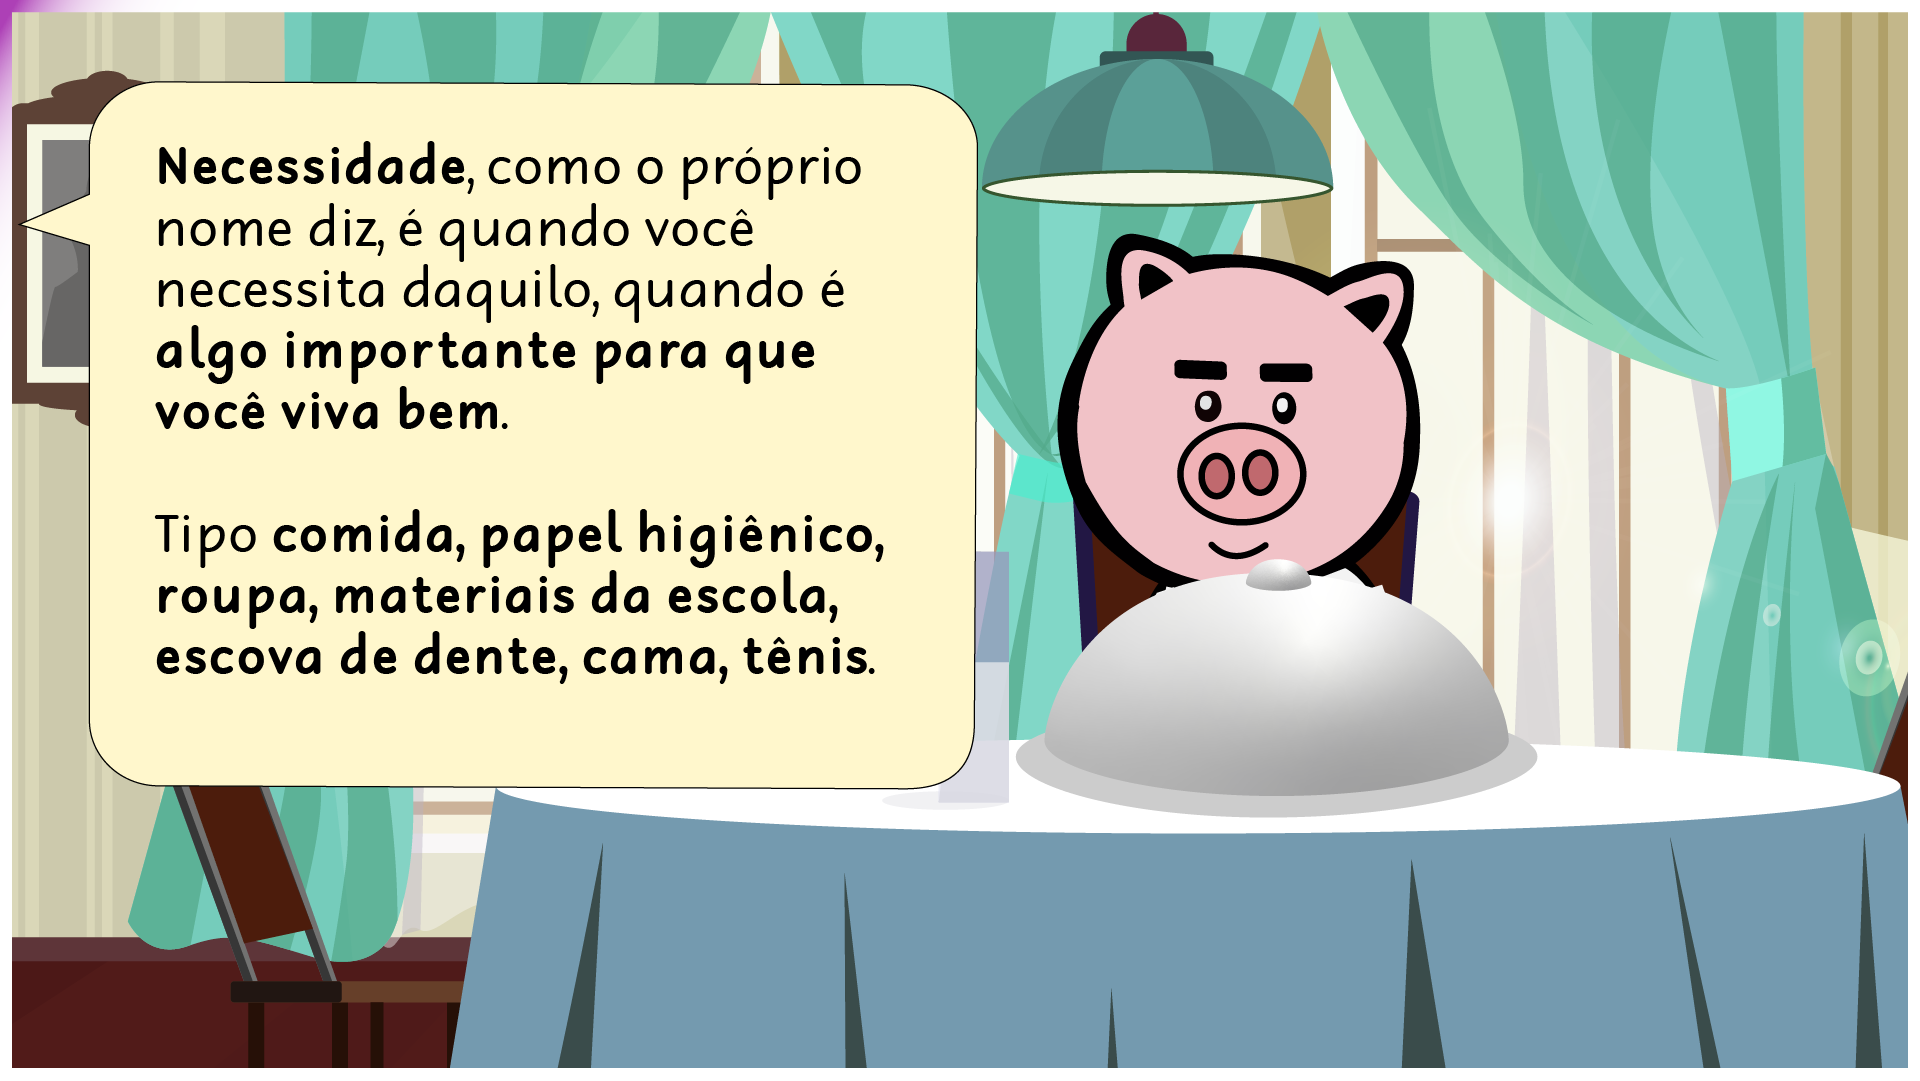 Necessidade, como o próprio
nome diz, é quando você
necessita daquilo, quando é
algo importante para que
você viva bem.
Tipo comida, papel higiênico,
roupa, materiais da escola,
escova de dente, cama, tênis.